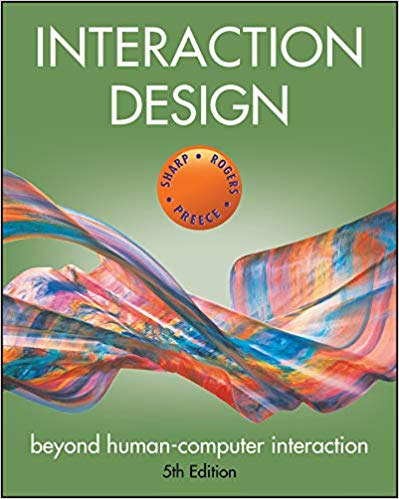 INTERACTION
DESIGN
SHARP • ROGERS • PREECE •
beyond human-computer interaction
5th Edition